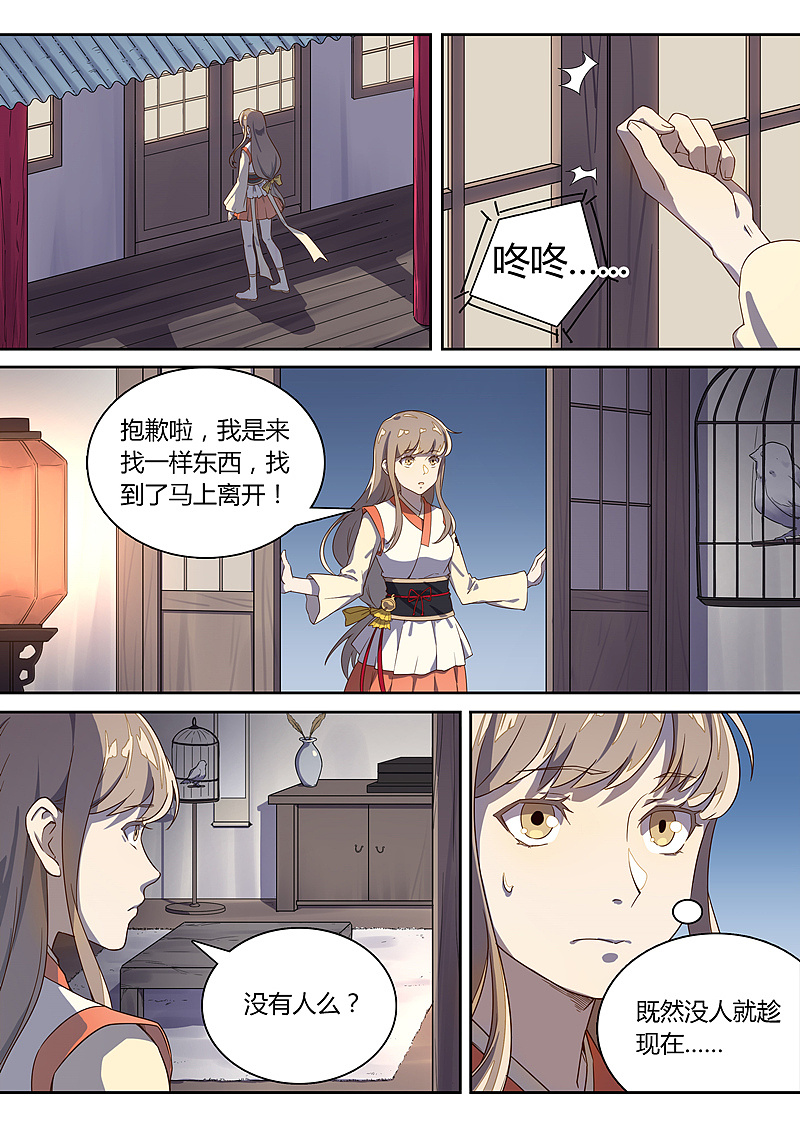 咚咚……
抱歉啦，我是来
找一样东西，找
到了马上离开！
没有人么？
既然没人就趁
现在……